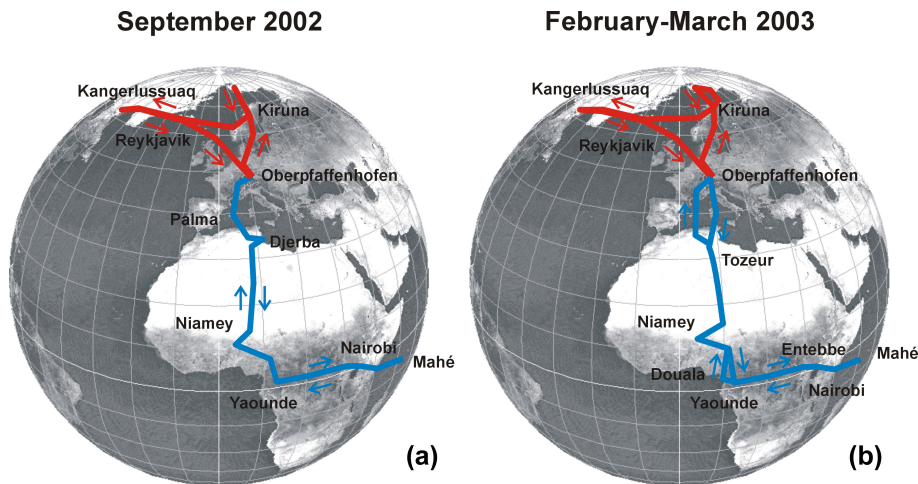 September 2002
Kangerlussuaq
Kiruna
Reykjavik
Oberpfaffenhofen
Palma
Djerba
Niamey
Nairobi
Mahé
Yaounde
(a)
February-March 2003
Kangerlussuaq
Kiruna
Reykjavik
Oberpfaffenhofen
Tozeur
Niamey
Entebbe
Mahé
Douala
Nairobi
Yaounde
(b)